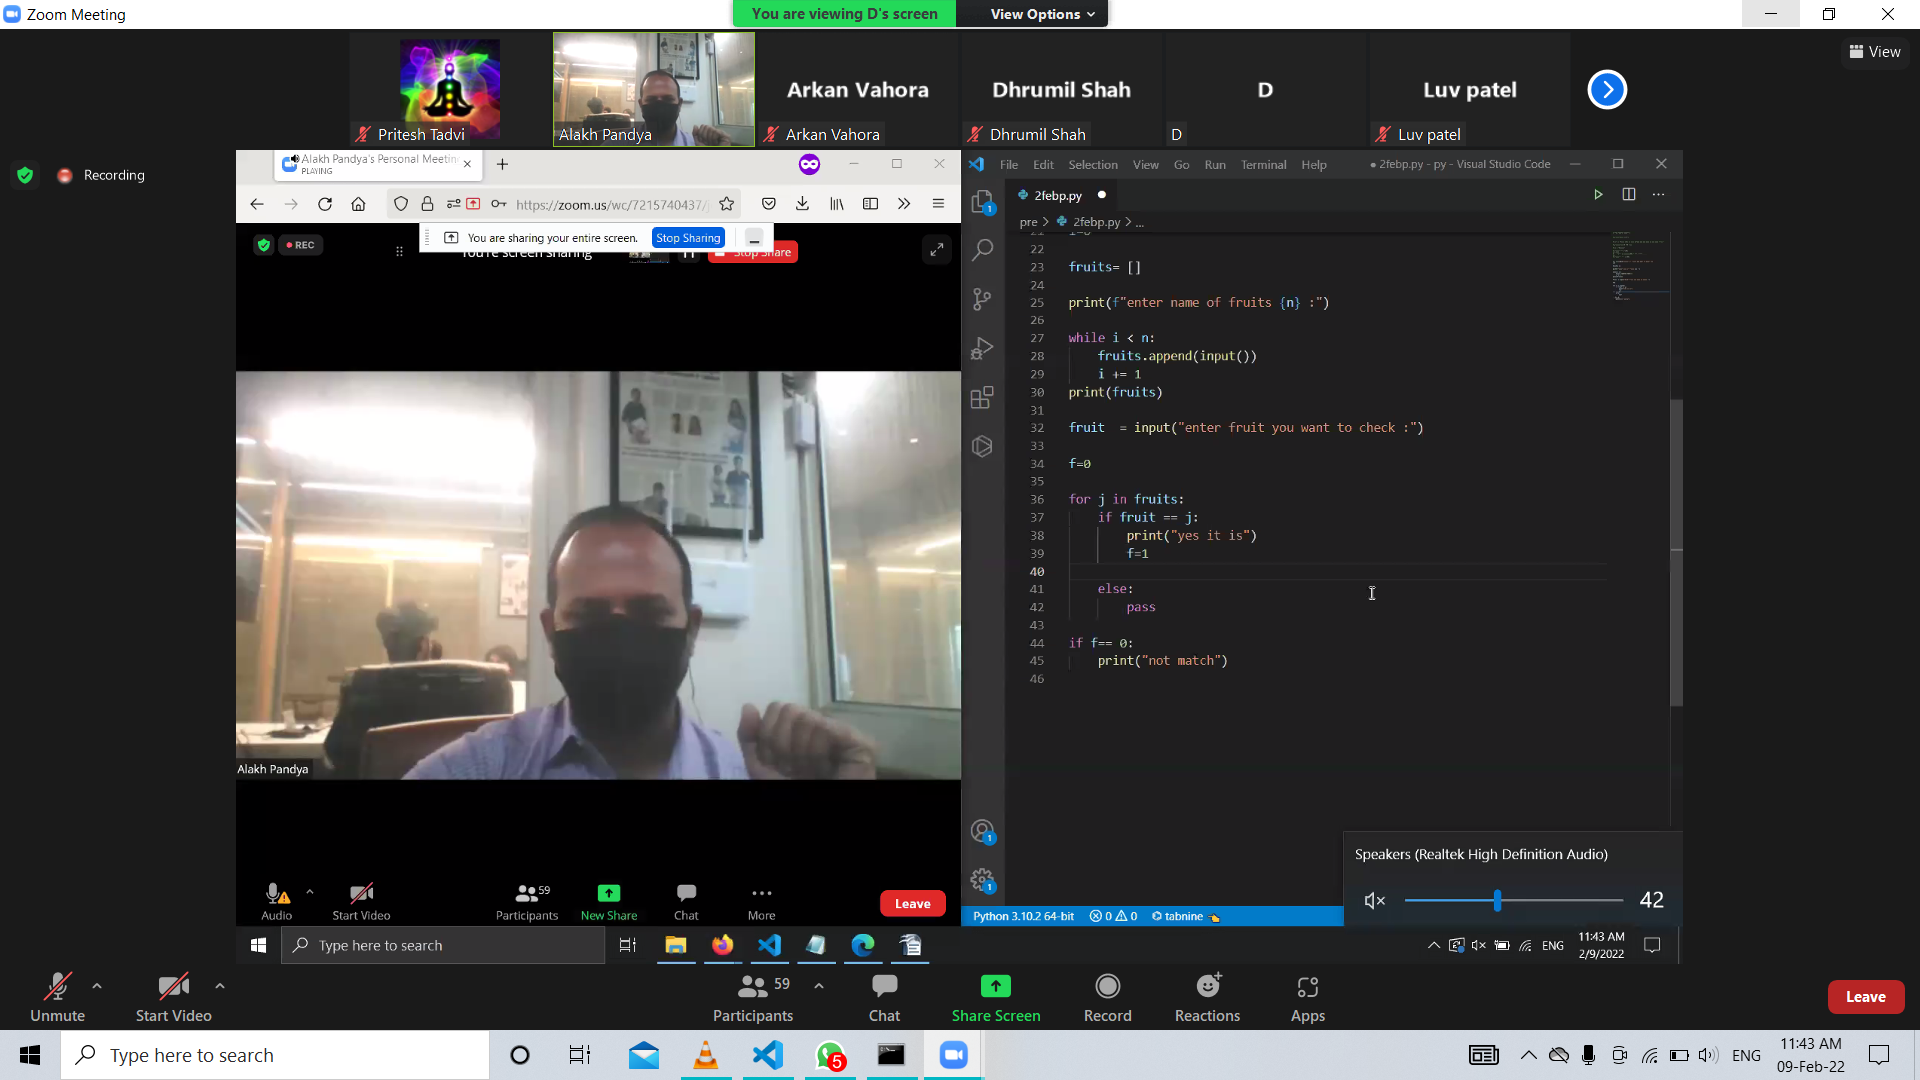 Zoom Meeting
You are viewing D's screen
View Options
View
Pritesh Tadvi
Alakh Pandya
Arkan Vahora
Arkan Vahora
Dhrumil Shah
Dhrumil Shah
D
D
Luv patel
Luv patel
Recording
Alakh Pandya's Personal Meetin
PLAYING
https://zoom.us/wc/7215740437/j
REC
You are sharing your entire screen.
Stop Sharing
You're screen sharing
Stop Share
Alakh Pandya
Audio
Start Video
59
Participants
New Share
Chat
More
Leave
File Edit Selection View Go Run Terminal Help
● 2febp.py - py - Visual Studio Code
2febp.py
pre > 2febp.py > ...
21 i=0
22
23 fruits= []
24
25 print(f"enter name of fruits {n} :")
26
27 while i < n:
28 fruits.append(input())
29 i += 1
30 print(fruits)
31
32 fruit  = input("enter fruit you want to check :")
33
34 f=0
35
36 for j in fruits:
37 if fruit == j:
38 print("yes it is")
39 f=1
40
41 else:
42 pass
43
44 if f== 0:
45 print("not match")
46
1
1
1
Speakers (Realtek High Definition Audio)
42
Python 3.10.2 64-bit
0 0
tabnine
Type here to search
ENG
11:43 AM
2/9/2022
Unmute
Start Video
59
Participants
Chat
Share Screen
Record
Reactions
Apps
Leave
Type here to search
5
ENG
11:43 AM
09-Feb-22